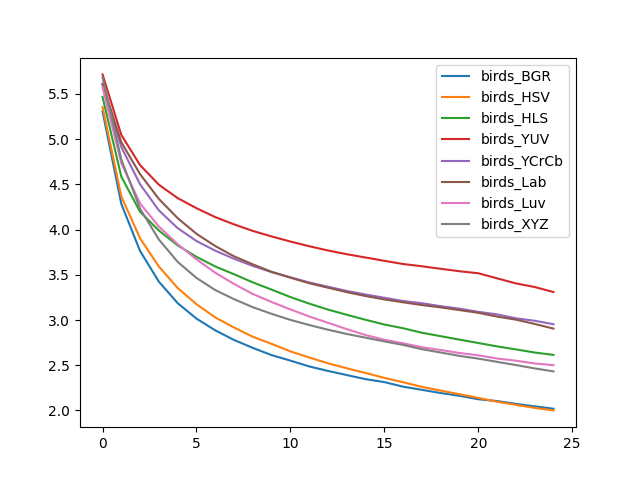 birds_BGR
birds_HSV
birds_HLS
birds_YUV
birds_YCrCb
birds_Lab
birds_Luv
birds_XYZ
5.5
5.0
4.5
4.0
3.5
3.0
2.5
2.0
0 5 10 15 20 25